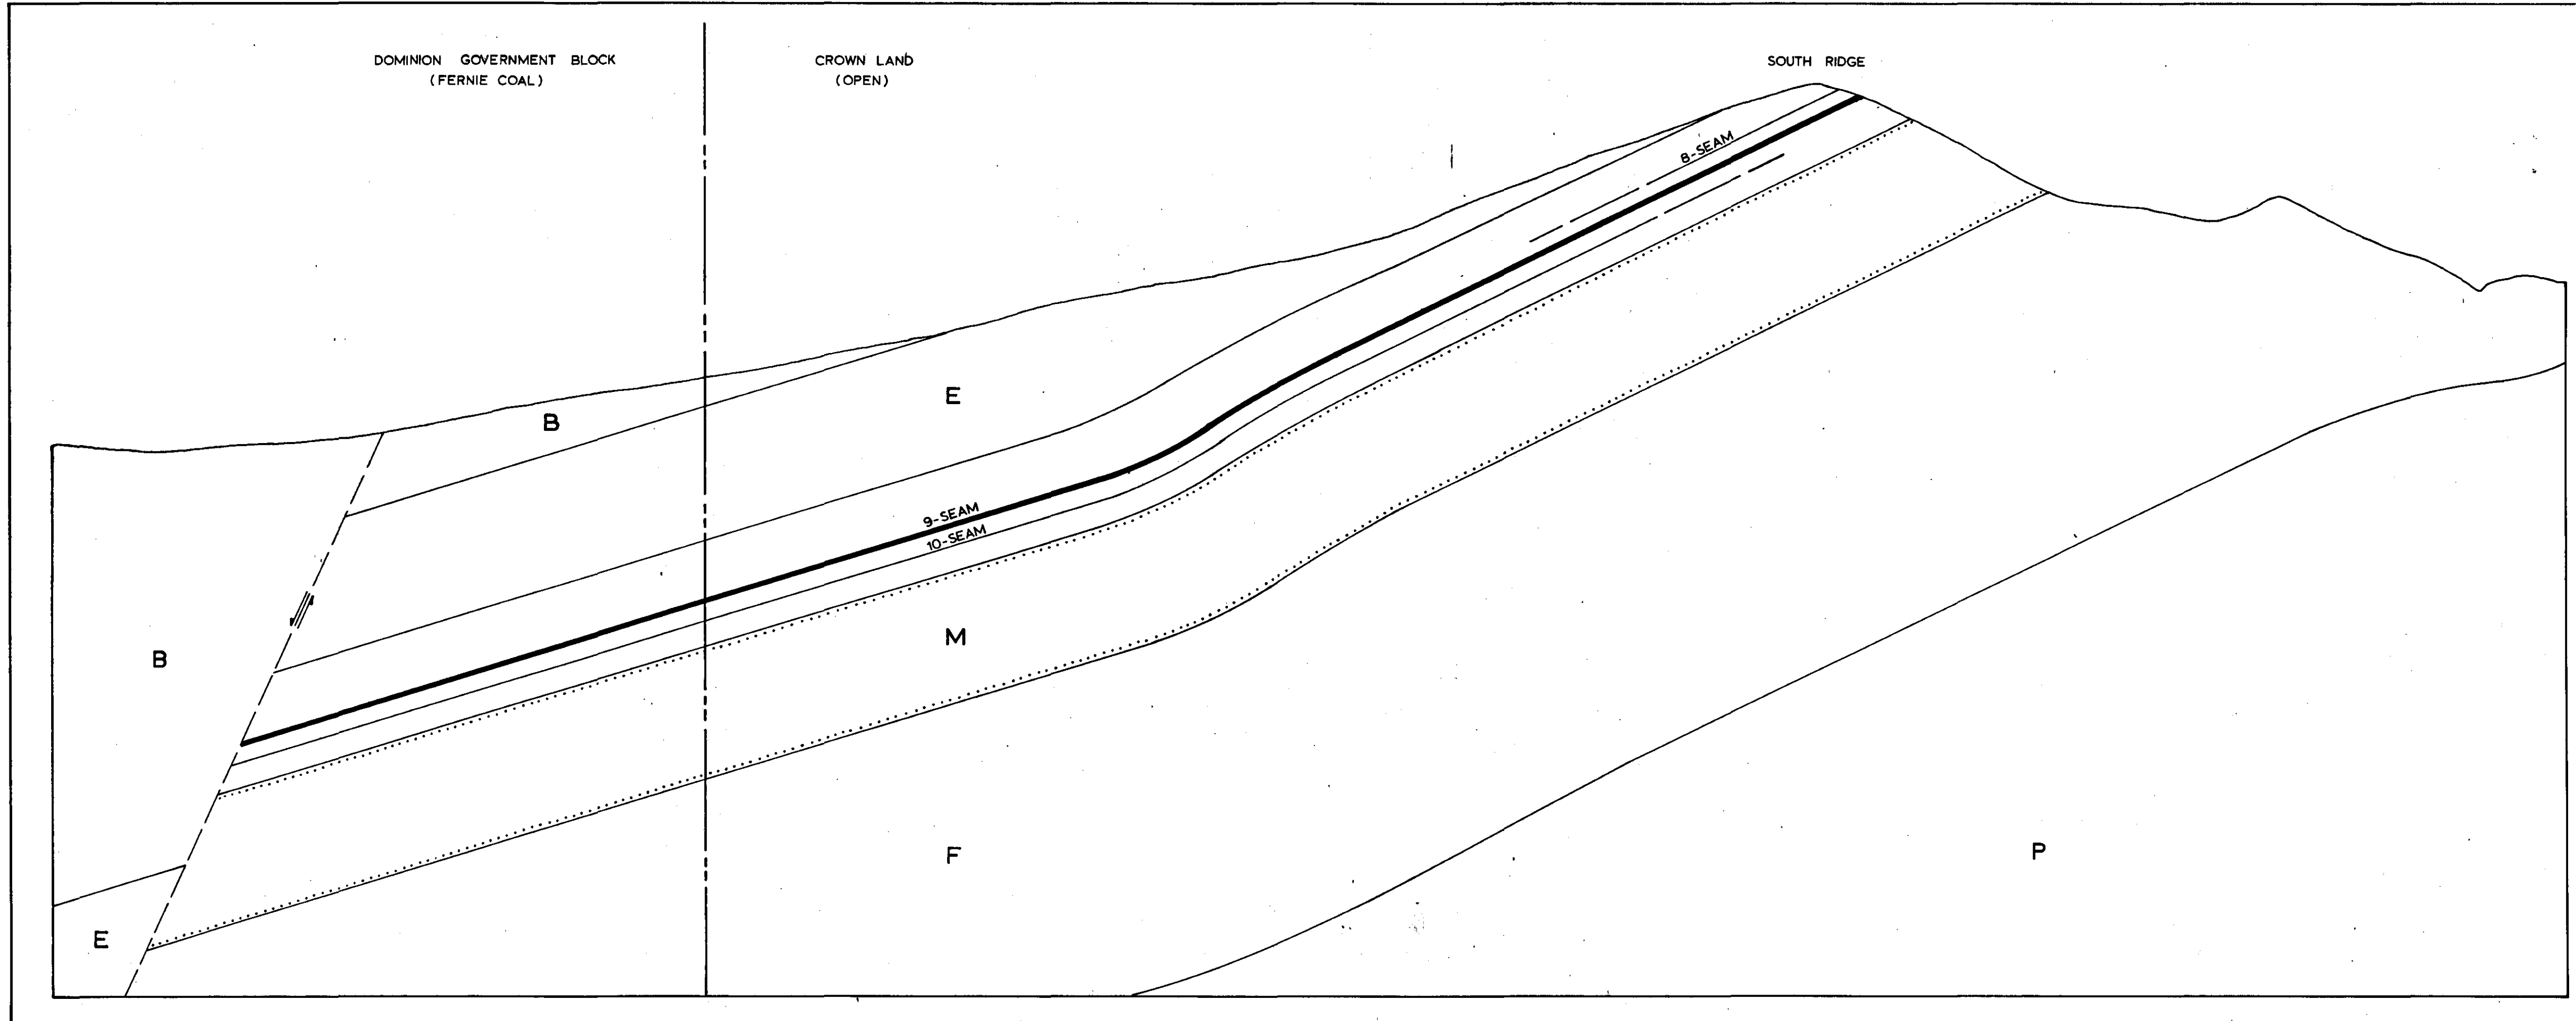 DOMINION GOVERNMENT BLOCK
(FERNIE COAL)
CROWN LAND
(OPEN)
SOUTH RIDGE
8-SEAM
E
B
9-SEAM
10-SEAM
M
B
F
P
E